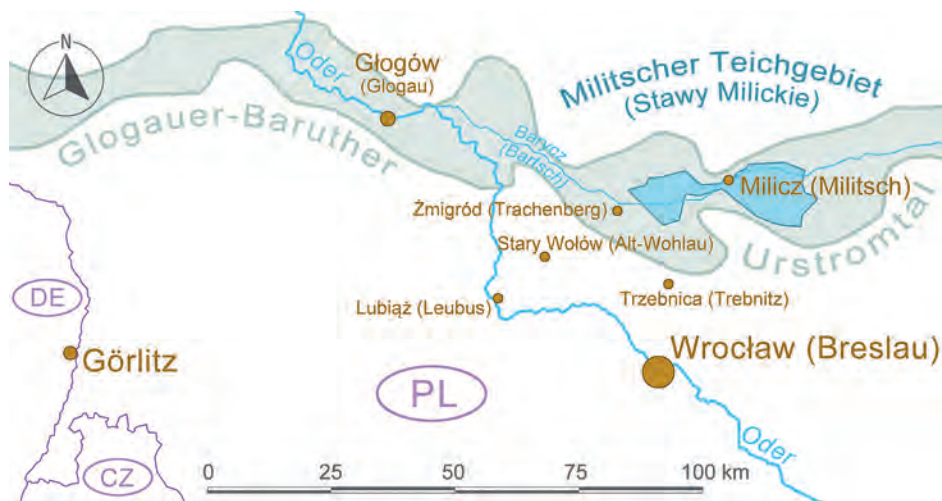 N
Oder
Głogów
(Glogau)
Militscher Teichgebiet
(Stawy Milickie)
Glogauer-Baruther
Barycz
(Bartsch)
Milicz (Militsch)
Żmigród (Trachenberg)
Stary Wołów (Alt-Wohlau)
Urstromtal
DE
Lubiąż (Leubus)
Trzebnica (Trebnitz)
Görlitz
Wrocław (Breslau)
PL
Oder
CZ
0 25 50 75 100 km